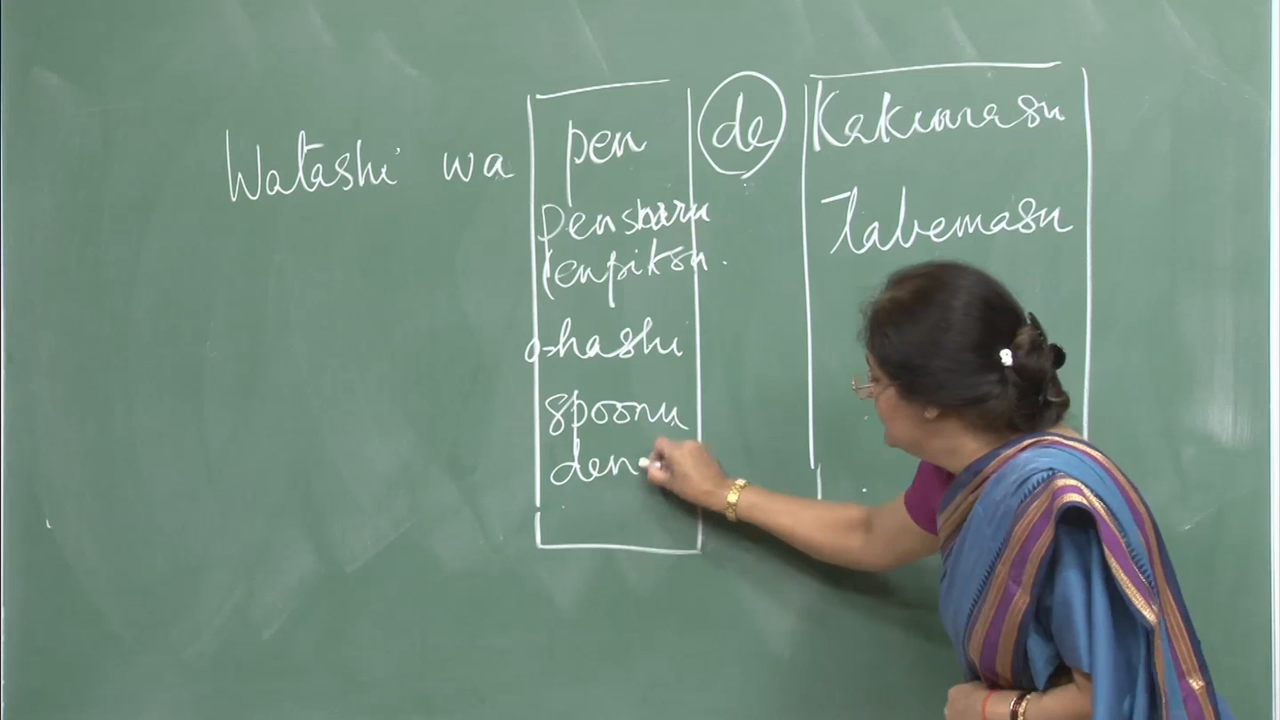 Watashi wa pen de Kakimasu
pensharu Tabemasu
enpitsu.
o-hashi
spoonu
den